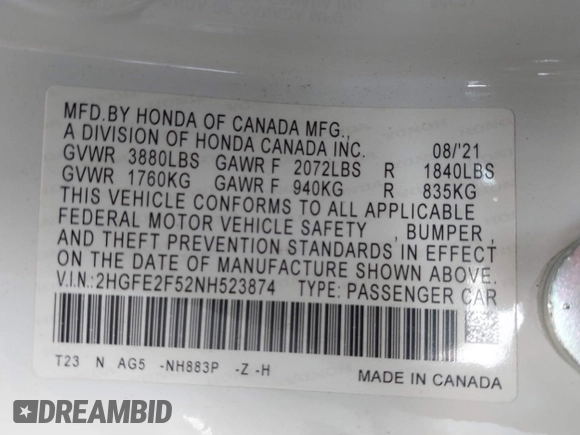 MFD.BY HONDA OF CANADA MFG.,
A DIVISION OF HONDA CANADA INC. 08/'21
GVWR 3880LBS GAWR F 2072LBS R 1840LBS
GVWR 1760KG GAWR F 940KG R 835KG
THIS VEHICLE CONFORMS TO ALL APPLICABLE
FEDERAL MOTOR VEHICLE SAFETY , BUMPER ,
AND THEFT PREVENTION STANDARDS IN EFFECT
ON THE DATE OF MANUFACTURE SHOWN ABOVE.
V.I.N.:2HGFE2F52NH523874 TYPE: PASSENGER CAR
T23 N AG5 -NH883P -Z -H
MADE IN CANADA
DREAMBID